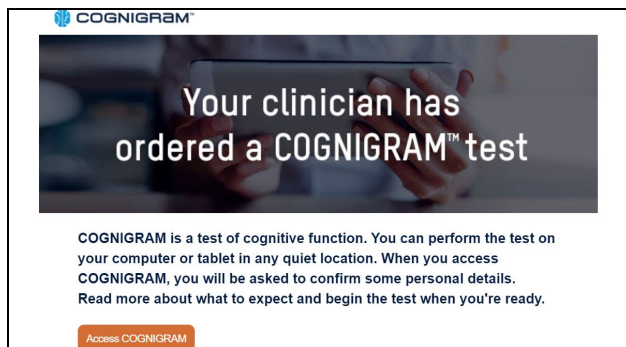 COGNIGRAM™
Your clinician has
ordered a COGNIGRAM™ test
COGNIGRAM is a test of cognitive function. You can perform the test on
your computer or tablet in any quiet location. When you access
COGNIGRAM, you will be asked to confirm some personal details.
Read more about what to expect and begin the test when you're ready.
Access COGNIGRAM